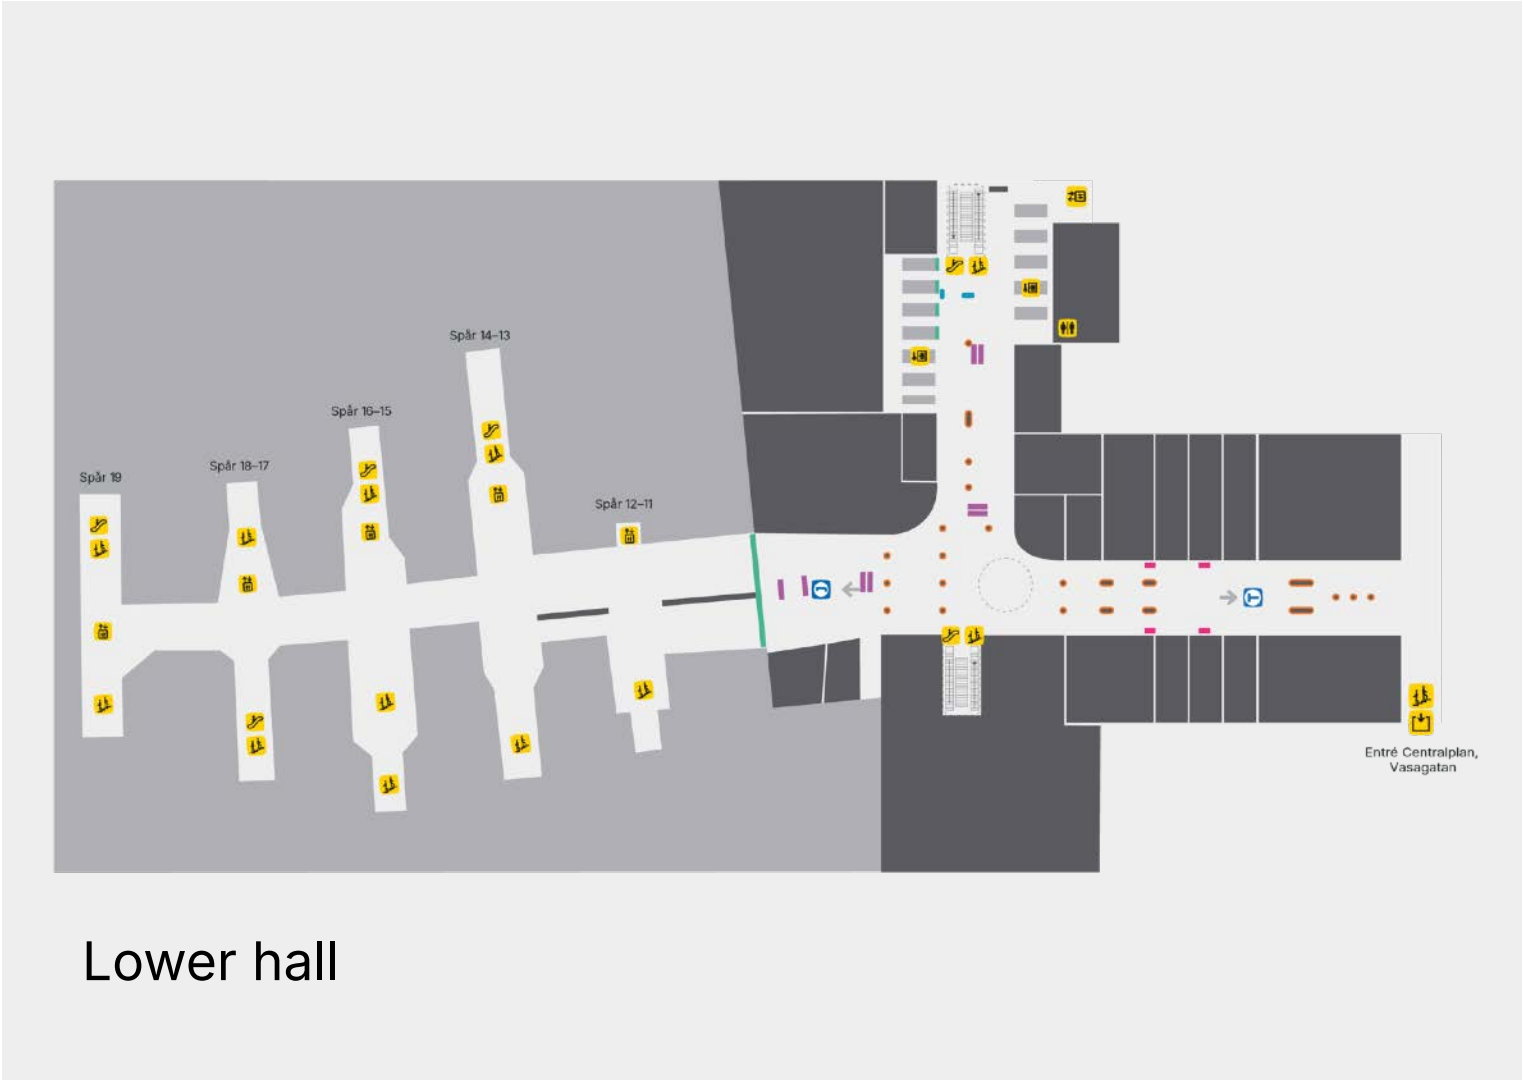 Spår 14–13
Spår 16–15
Spår 18–17
Spår 19
Spår 12–11
Entré Centralplan,
Vasagatan
Lower hall